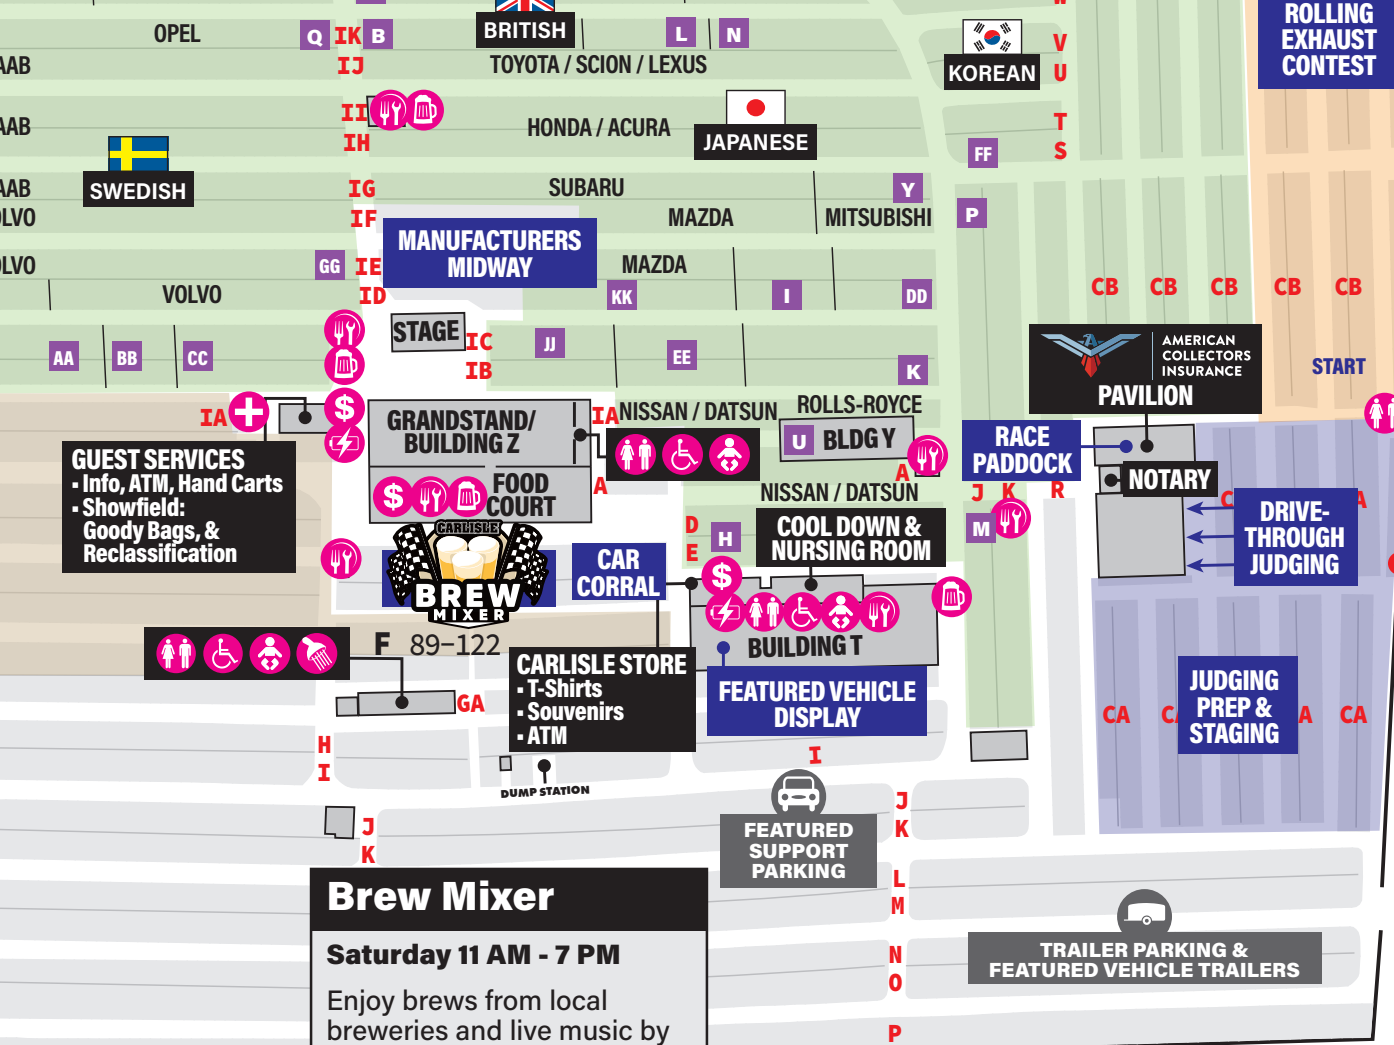 OPEL
Q
IK
B
BRITISH
L
N
V
U
T
S
KOREAN
ROLLING
EXHAUST
CONTEST
AAB
IJ
TOYOTA / SCION / LEXUS
II
IH
AAB
HONDA / ACURA
JAPANESE
FF
SWEDISH
AAB
IG
SUBARU
Y
OLVO
IF
MAZDA
MITSUBISHI
P
MANUFACTURERS
MIDWAY
OLVO
GG
IE
MAZDA
VOLVO
ID
KK
I
DD
CB
CB
CB
CB
CB
STAGE
IC
IB
JJ
EE
K
AA
BB
CC
AMERICAN
COLLECTORS
INSURANCE
PAVILION
START
IA
$
GRANDSTAND/
BUILDING Z
IA
NISSAN / DATSUN
ROLLS-ROYCE
U
BLDG Y
A
RACE
PADDOCK
NOTARY
GUEST SERVICES
▪ Info, ATM, Hand Carts
▪ Showfield:
Goody Bags, &
Reclassification
$
FOOD
COURT
A
NISSAN / DATSUN
J
K
R
M
D
E
H
COOL DOWN &
NURSING ROOM
C
A
DRIVE-
THROUGH
JUDGING
CARLISLE
BREW
MIXER
CAR
CORRAL
$
BUILDING T
F 89–122
CARLISLE STORE
▪ T-Shirts
▪ Souvenirs
▪ ATM
FEATURED VEHICLE
DISPLAY
JUDGING
PREP &
STAGING
CA
CA
A
CA
GA
H
I
I
DUMP STATION
J
K
J
K
FEATURED
SUPPORT
PARKING
L
M
N
O
P
TRAILER PARKING &
FEATURED VEHICLE TRAILERS
Brew Mixer
Saturday 11 AM - 7 PM
Enjoy brews from local
breweries and live music by